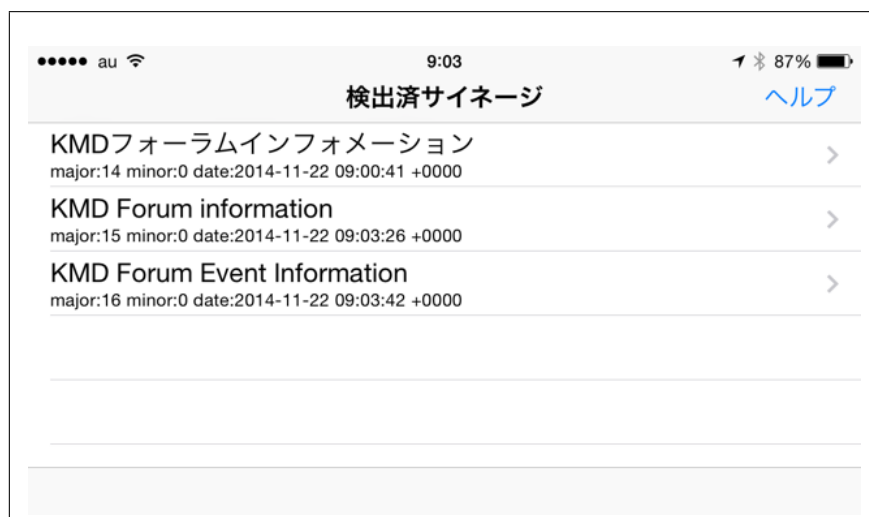 au 9:03 87%
検出済サイネージ ヘルプ
KMDフォーラムインフォメーション
major:14 minor:0 date:2014-11-22 09:00:41 +0000
KMD Forum information
major:15 minor:0 date:2014-11-22 09:03:26 +0000
KMD Forum Event Information
major:16 minor:0 date:2014-11-22 09:03:42 +0000